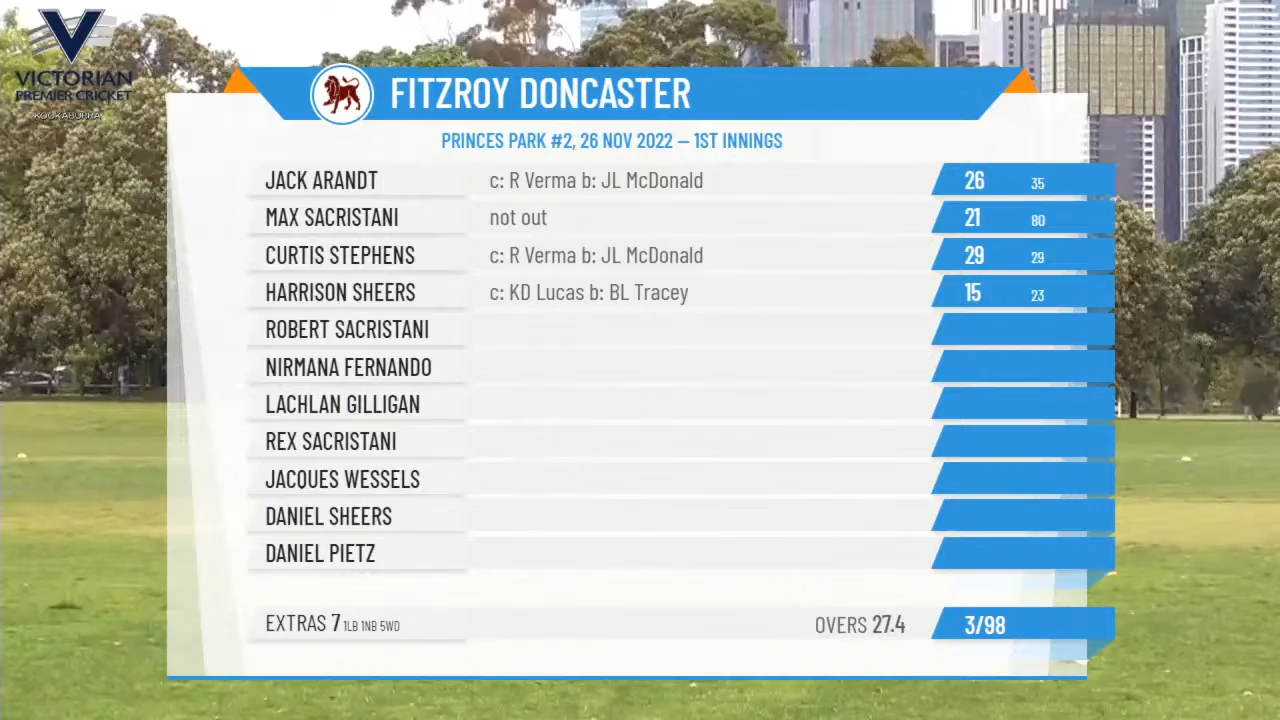 VICTORIAN
PREMIER CRICKET
KOOKABURRA
FITZROY DONCASTER
PRINCES PARK #2, 26 NOV 2022 – 1ST INNINGS
JACK ARANDT c: R Verma b: JL McDonald 26 35
MAX SACRISTANI not out 21 80
CURTIS STEPHENS c: R Verma b: JL McDonald 29 29
HARRISON SHEERS c: KD Lucas b: BL Tracey 15 23
ROBERT SACRISTANI
NIRMANA FERNANDO
LACHLAN GILLIGAN
REX SACRISTANI
JACQUES WESSELS
DANIEL SHEERS
DANIEL PIETZ
EXTRAS 7 1LB 1NB 5WD OVERS 27.4 3/98